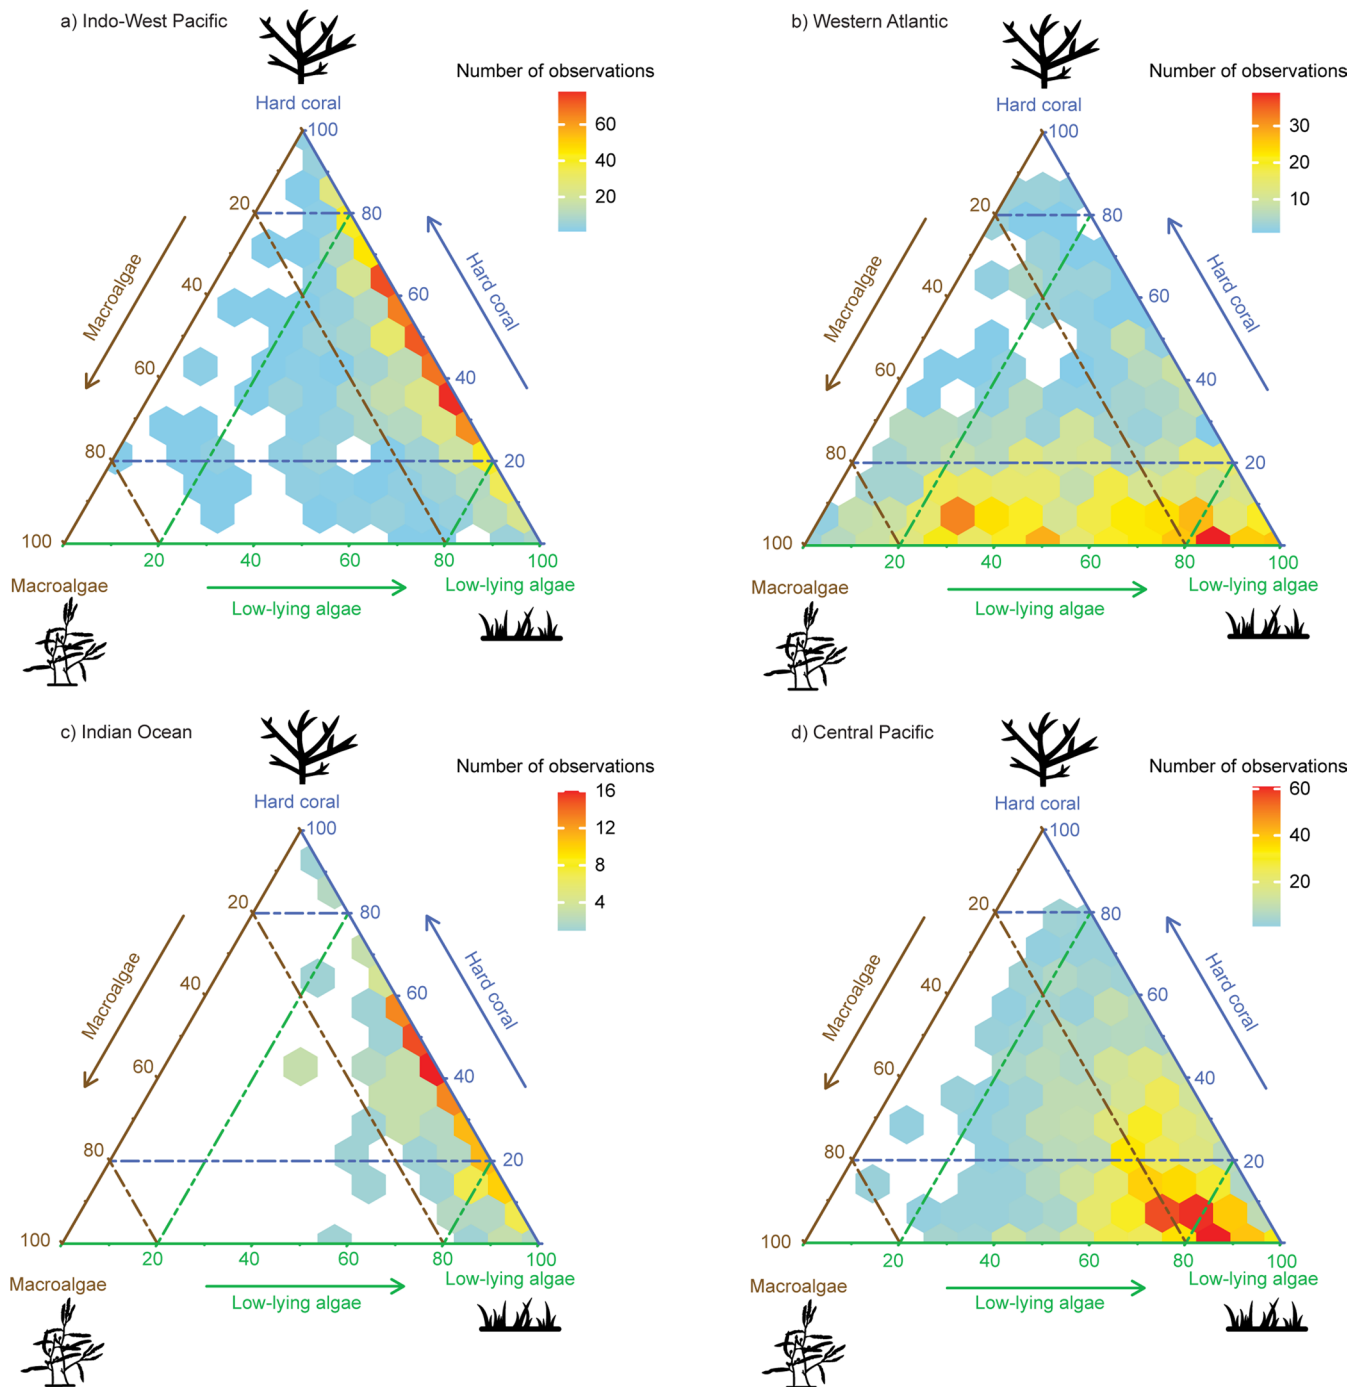 a) Indo-West Pacific
Number of observations
60
40
20
Hard coral
100
20
80
40
60
60
40
80
20
100
Macroalgae
Hard coral
20
40
60
80
100
Macroalgae
Low-lying algae
Low-lying algae
b) Western Atlantic
Number of observations
30
20
10
Hard coral
100
20
80
40
60
60
40
80
20
100
Macroalgae
Hard coral
20
40
60
80
100
Macroalgae
Low-lying algae
Low-lying algae
c) Indian Ocean
Number of observations
16
12
8
4
Hard coral
100
20
80
40
60
60
40
80
20
100
Macroalgae
Hard coral
20
40
60
80
100
Macroalgae
Low-lying algae
Low-lying algae
d) Central Pacific
Number of observations
60
40
20
Hard coral
100
20
80
40
60
60
40
80
20
100
Macroalgae
Hard coral
20
40
60
80
100
Macroalgae
Low-lying algae
Low-lying algae